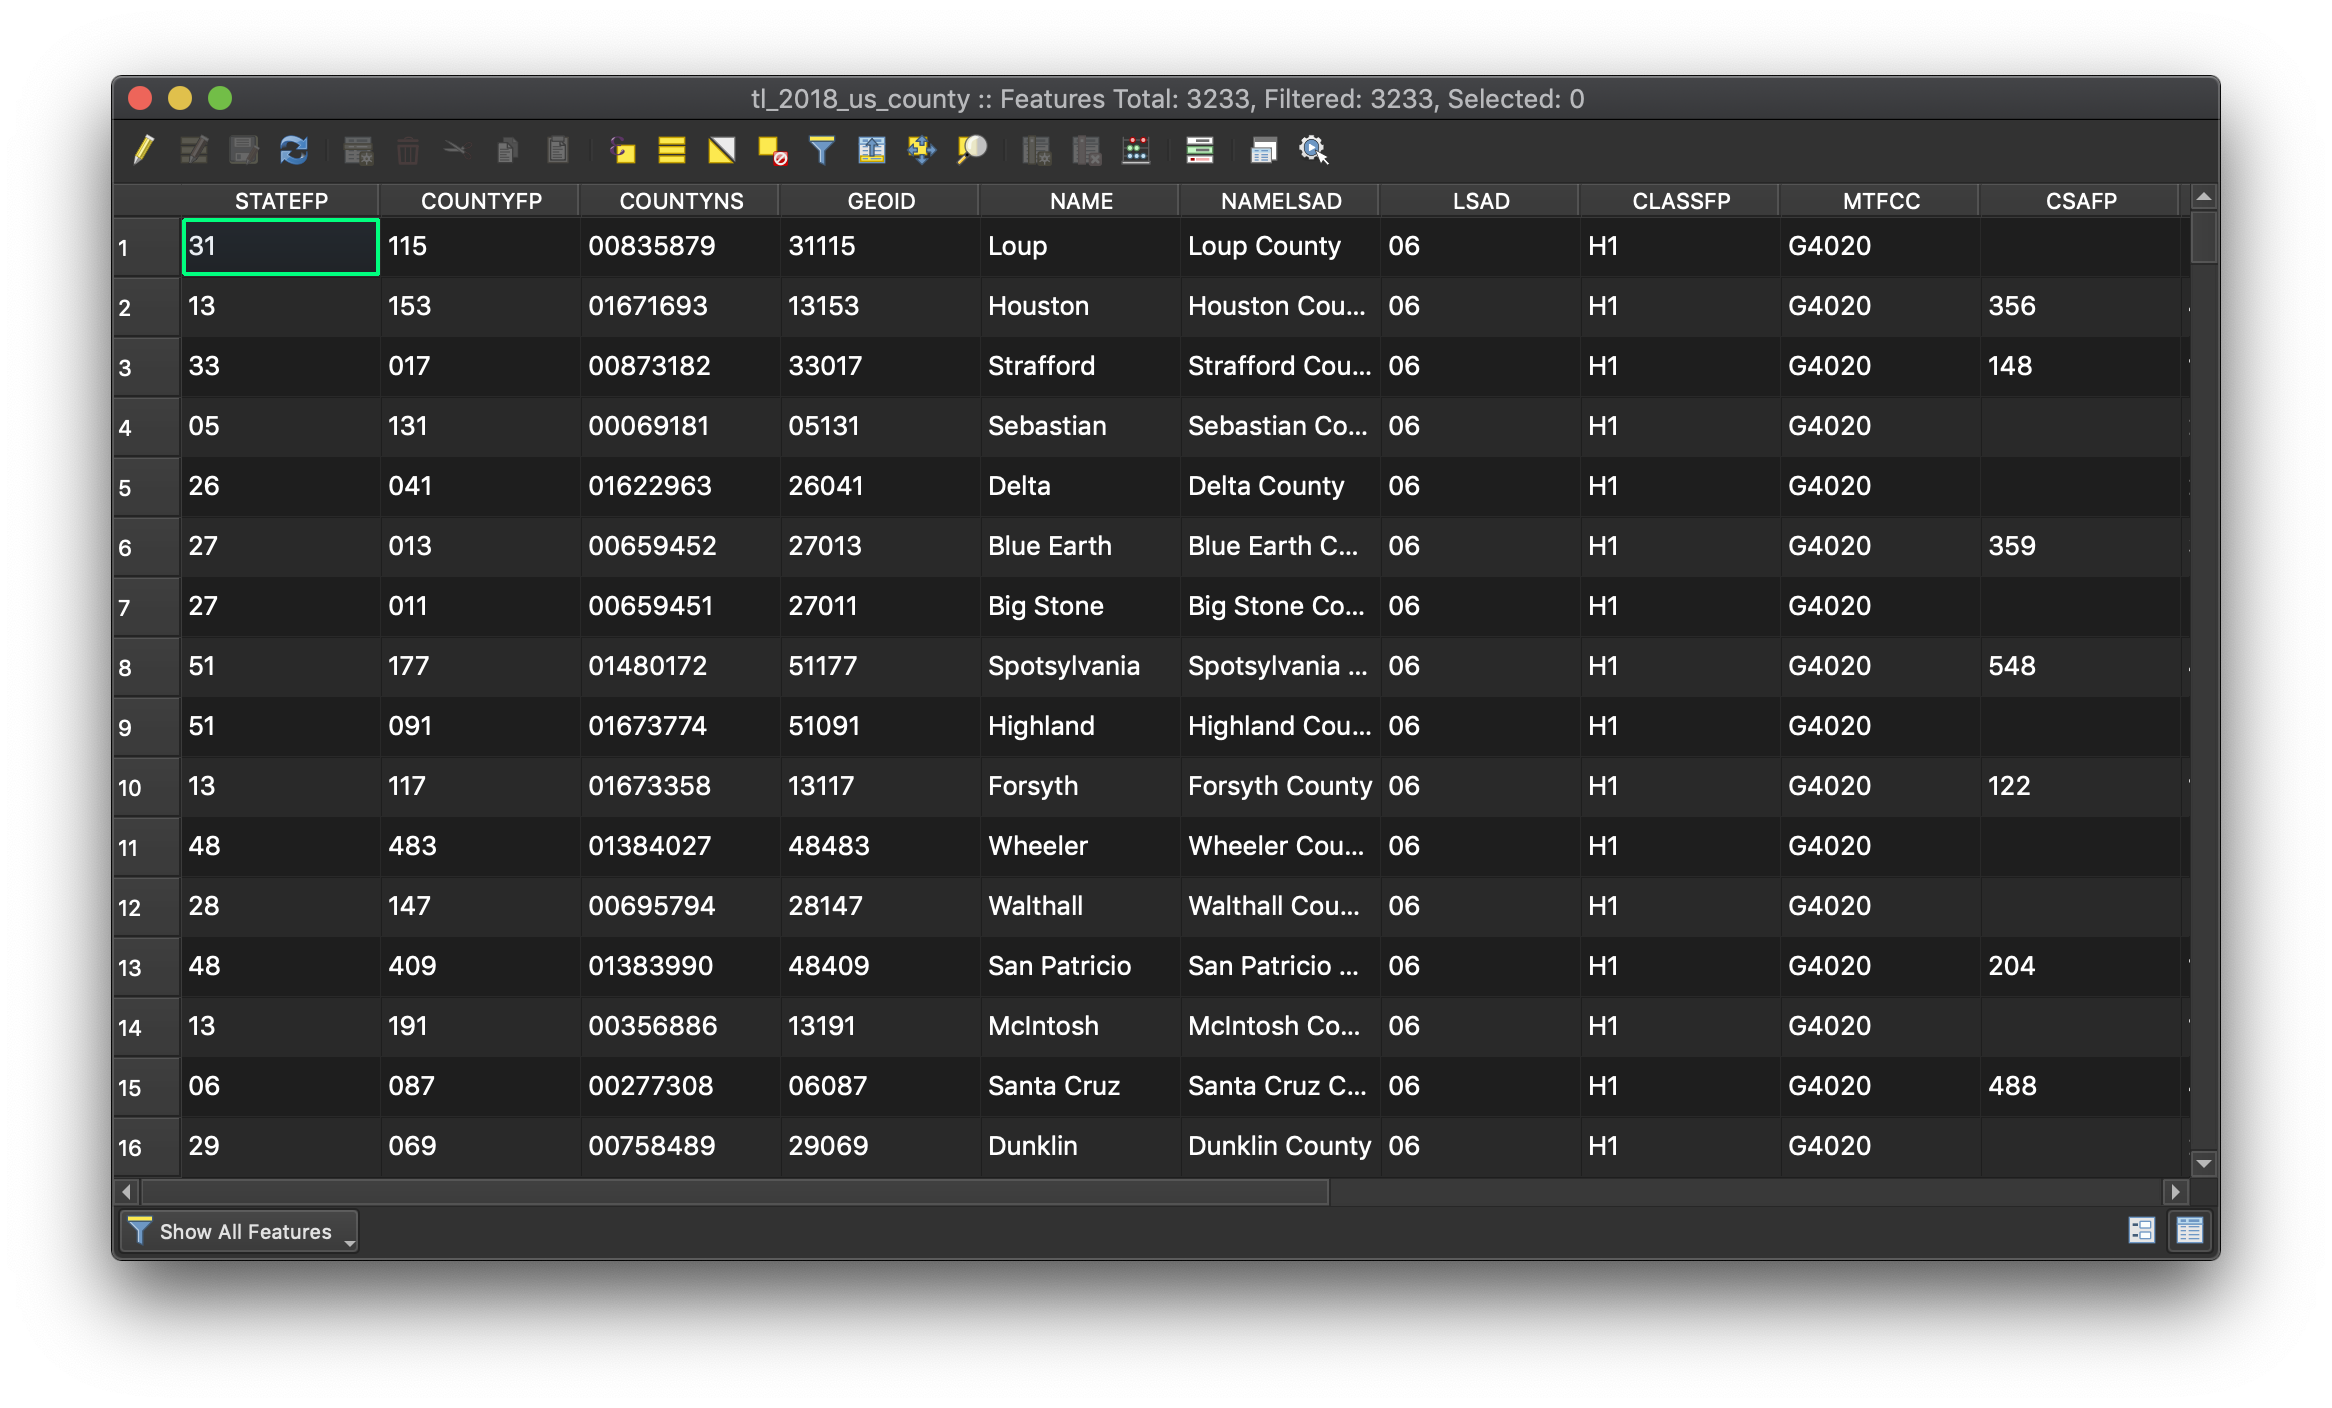 tl_2018_us_county :: Features Total: 3233, Filtered: 3233, Selected: 0
STATEFP COUNTYFP COUNTYNS GEOID NAME NAMELSAD LSAD CLASSFP MTFCC CSAFP
1 31 115 00835879 31115 Loup Loup County 06 H1 G4020
2 13 153 01671693 13153 Houston Houston Cou... 06 H1 G4020 356
3 33 017 00873182 33017 Strafford Strafford Cou... 06 H1 G4020 148
4 05 131 00069181 05131 Sebastian Sebastian Co... 06 H1 G4020
5 26 041 01622963 26041 Delta Delta County 06 H1 G4020
6 27 013 00659452 27013 Blue Earth Blue Earth C... 06 H1 G4020 359
7 27 011 00659451 27011 Big Stone Big Stone Co... 06 H1 G4020
8 51 177 01480172 51177 Spotsylvania Spotsylvania ... 06 H1 G4020 548
9 51 091 01673774 51091 Highland Highland Cou... 06 H1 G4020
10 13 117 01673358 13117 Forsyth Forsyth County 06 H1 G4020 122
11 48 483 01384027 48483 Wheeler Wheeler Cou... 06 H1 G4020
12 28 147 00695794 28147 Walthall Walthall Cou... 06 H1 G4020
13 48 409 01383990 48409 San Patricio San Patricio ... 06 H1 G4020 204
14 13 191 00356886 13191 McIntosh McIntosh Co... 06 H1 G4020
15 06 087 00277308 06087 Santa Cruz Santa Cruz C... 06 H1 G4020 488
16 29 069 00758489 29069 Dunklin Dunklin County 06 H1 G4020
Show All Features